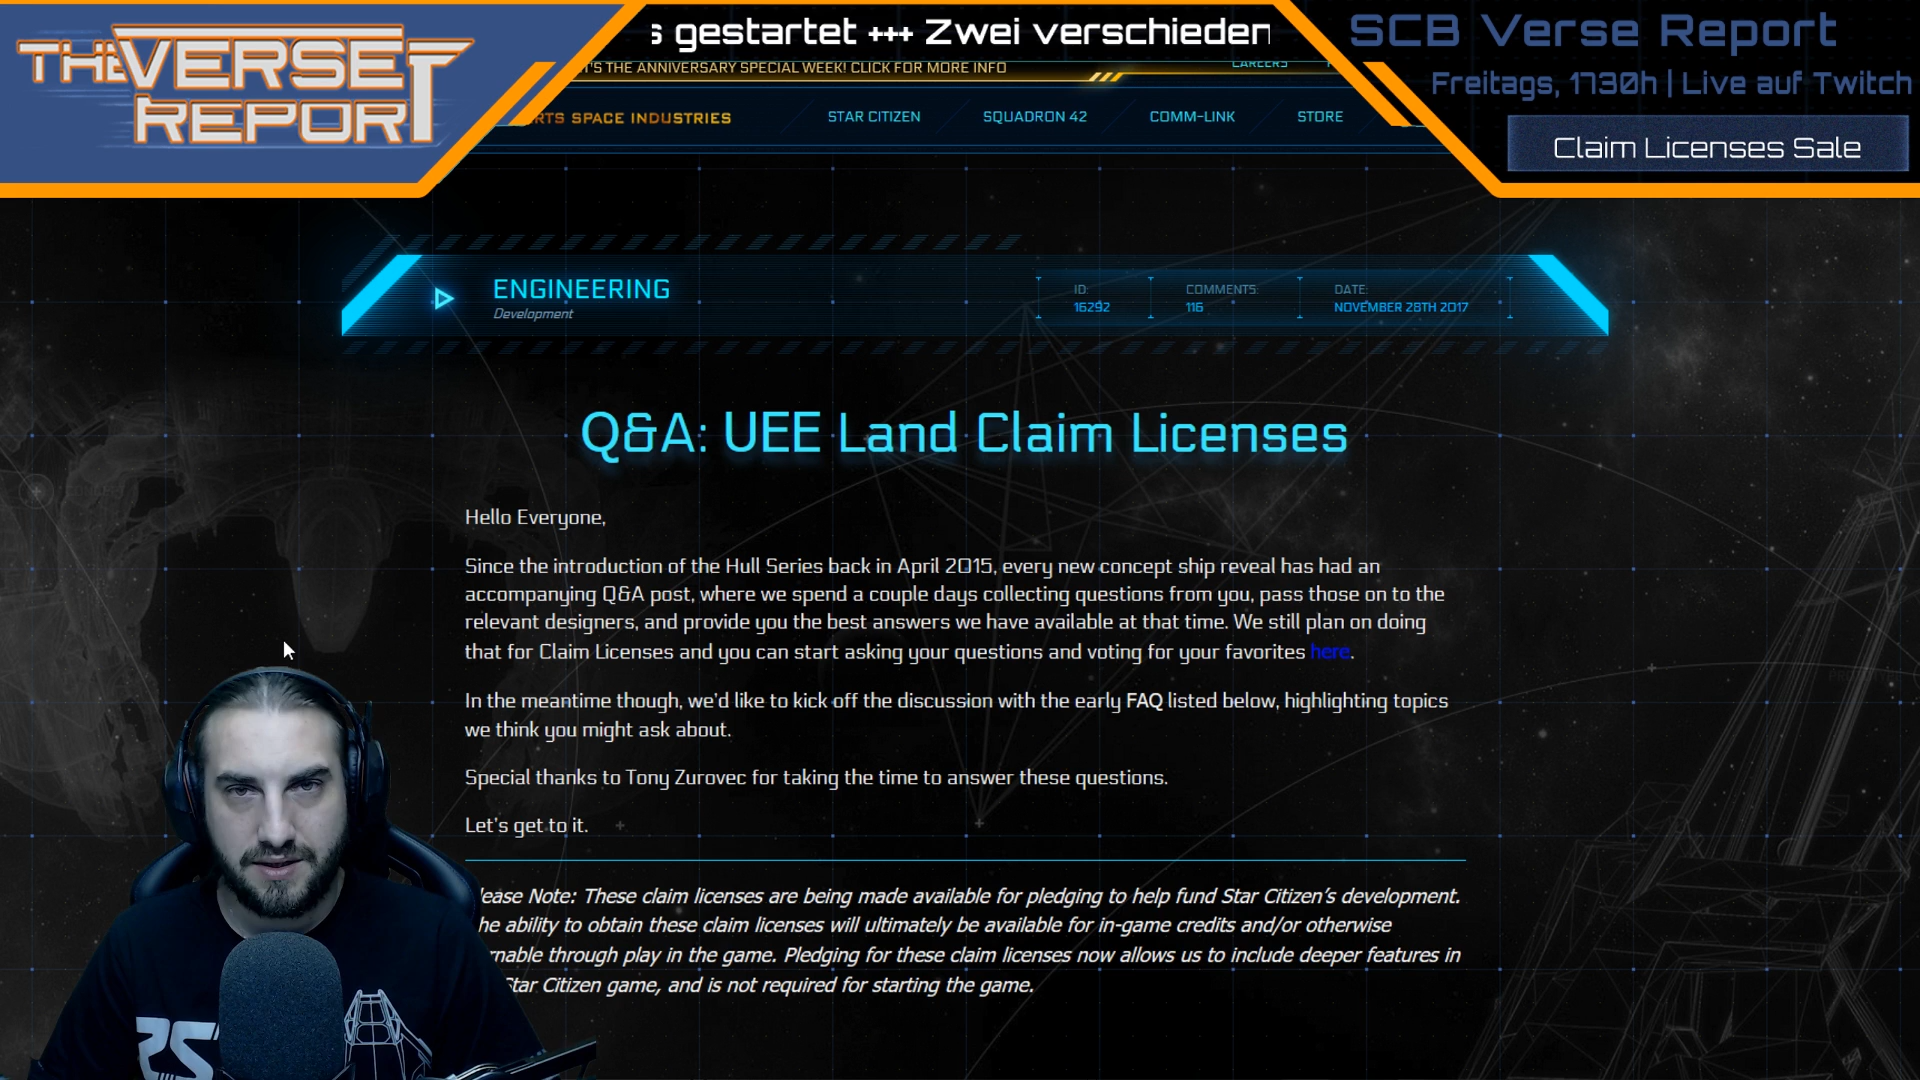 THE VERSE REPORT
gestartet +++ Zwei verschieden
SCB Verse Report
Freitags, 1730h | Live auf Twitch
Claim Licenses Sale
THE ANNIVERSARY SPECIAL WEEK! CLICK FOR MORE INFO
CAREERS
SPACE INDUSTRIES
STAR CITIZEN
SQUADRON 42
COMM-LINK
STORE
ENGINEERING
Development
ID:
16292
COMMENTS:
116
DATE:
NOVEMBER 28TH 2017
Q&A: UEE Land Claim Licenses
Hello Everyone,
Since the introduction of the Hull Series back in April 2015, every new concept ship reveal has had an
accompanying Q&A post, where we spend a couple days collecting questions from you, pass those on to the
relevant designers, and provide you the best answers we have available at that time. We still plan on doing
that for Claim Licenses and you can start asking your questions and voting for your favorites here.
In the meantime though, we'd like to kick off the discussion with the early FAQ listed below, highlighting topics
we think you might ask about.
Special thanks to Tony Zurovec for taking the time to answer these questions.
Let's get to it.
lease Note: These claim licenses are being made available for pledging to help fund Star Citizen's development.
he ability to obtain these claim licenses will ultimately be available for in-game credits and/or otherwise
rnable through play in the game. Pledging for these claim licenses now allows us to include deeper features in
Star Citizen game, and is not required for starting the game.